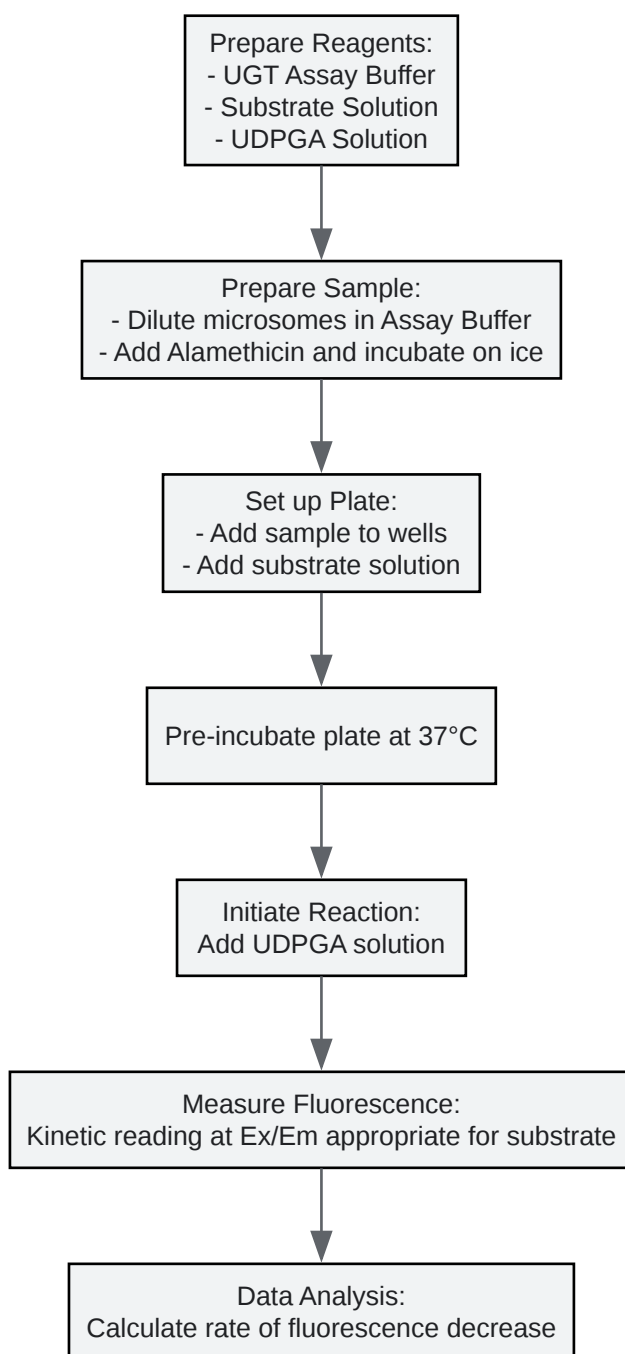 Prepare Reagents:
- UGT Assay Buffer
- Substrate Solution
- UDPGA Solution
Prepare Sample:
- Dilute microsomes in Assay Buffer
- Add Alamethicin and incubate on ice
Set up Plate:
- Add sample to wells
- Add substrate solution
Pre-incubate plate at 37°C
Initiate Reaction:
Add UDPGA solution
Measure Fluorescence:
Kinetic reading at Ex/Em appropriate for substrate
Data Analysis:
Calculate rate of fluorescence decrease